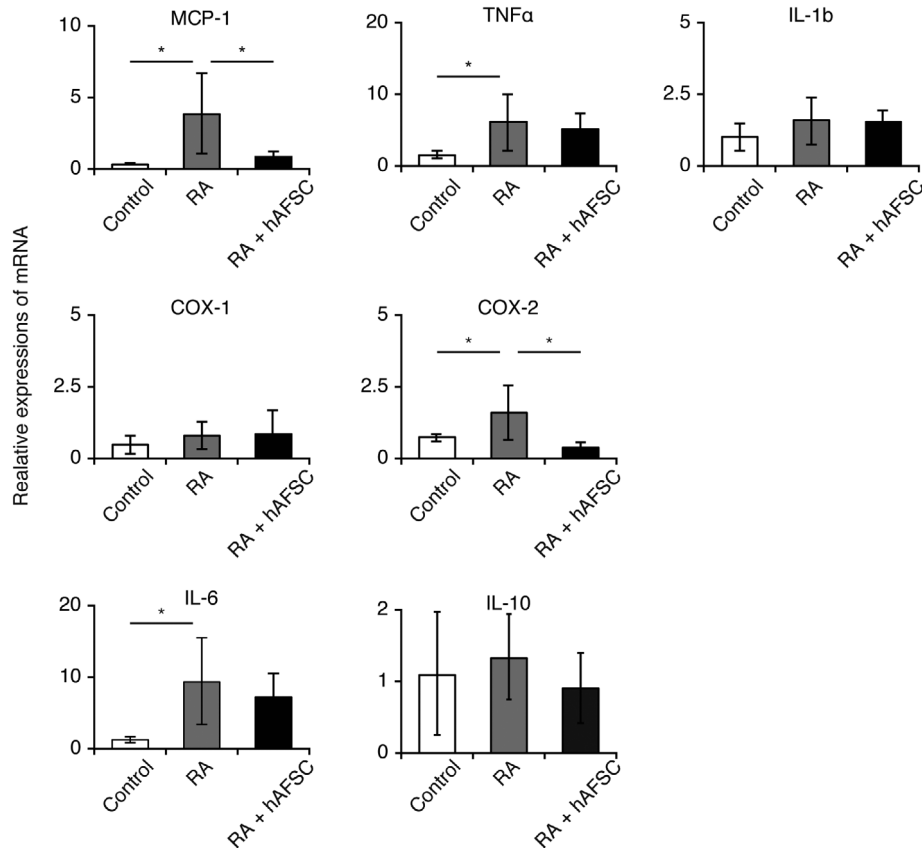 Realative expressions of mRNA
MCP-1
10
5
0
*
*
Control
RA
RA + hAFSC
TNFα
20
10
0
*
Control
RA
RA + hAFSC
IL-1b
5
2.5
0
Control
RA
RA + hAFSC
COX-1
5
2.5
0
Control
RA
RA + hAFSC
COX-2
5
2.5
0
*
*
Control
RA
RA + hAFSC
IL-6
20
10
0
*
Control
RA
RA + hAFSC
IL-10
2
1
0
Control
RA
RA + hAFSC